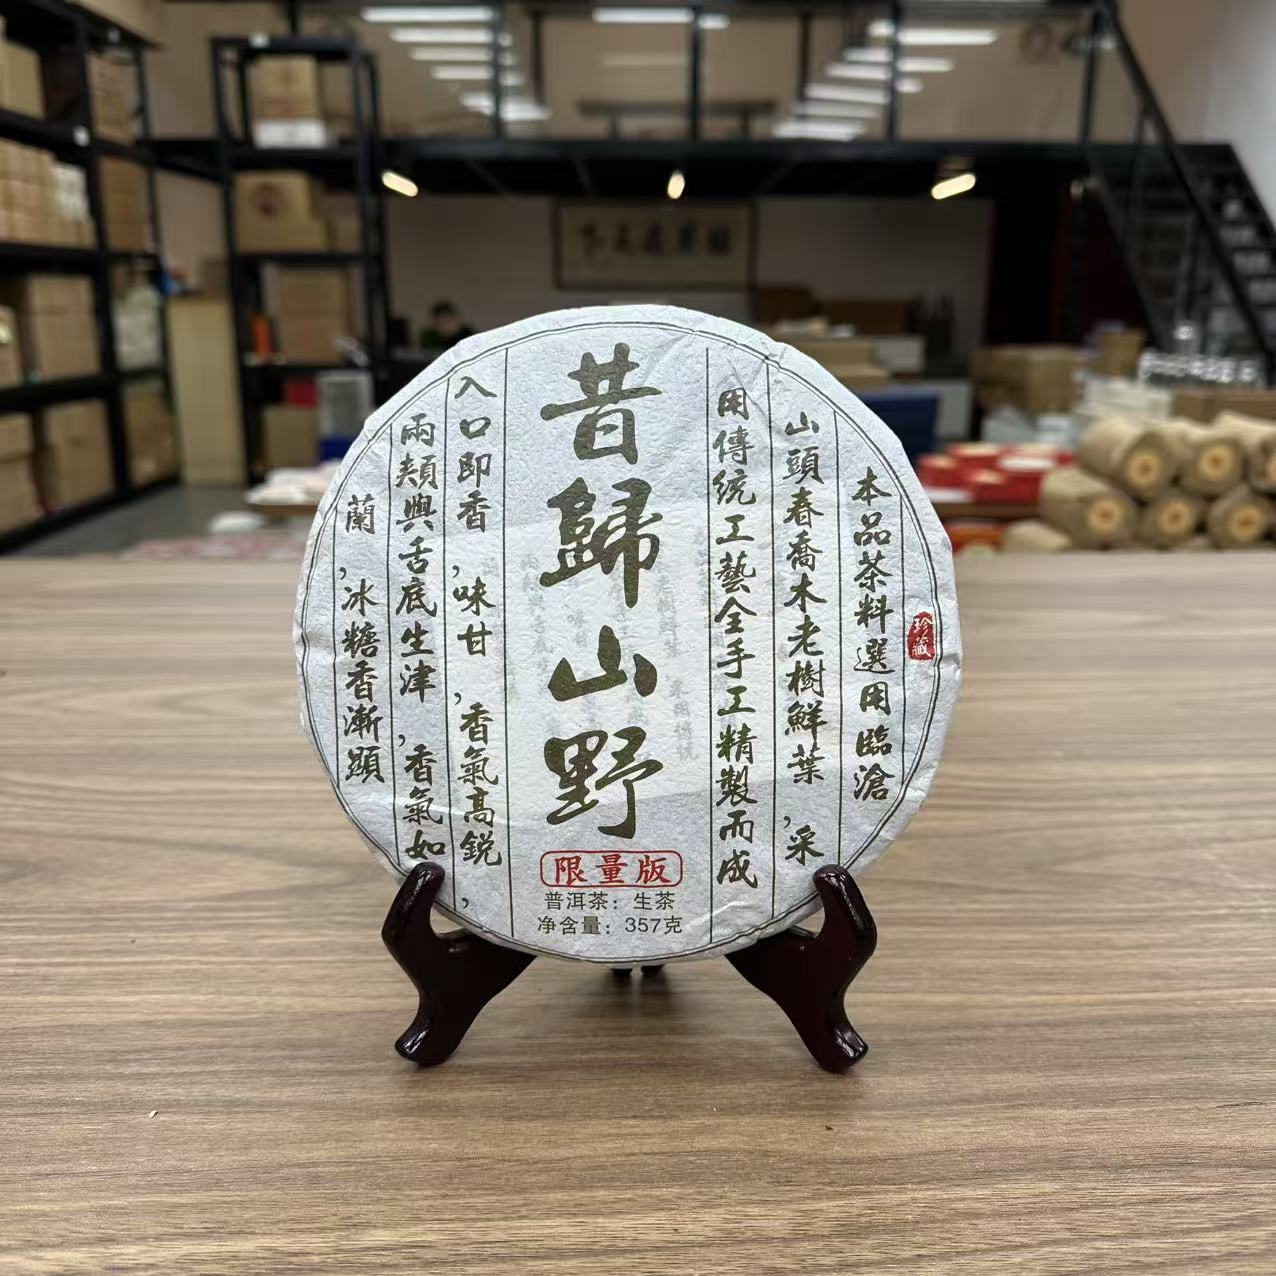 珍藏
本品茶料選用臨滄
山頭春喬木老樹鮮葉,采
用傳統工藝全手工精製而成
昔歸山野
限量版
普洱茶：生茶
净含量：357克
入口即香,味甘,香氣高鋭,
兩頰與舌底生津,香氣如
蘭,冰糖香漸顯